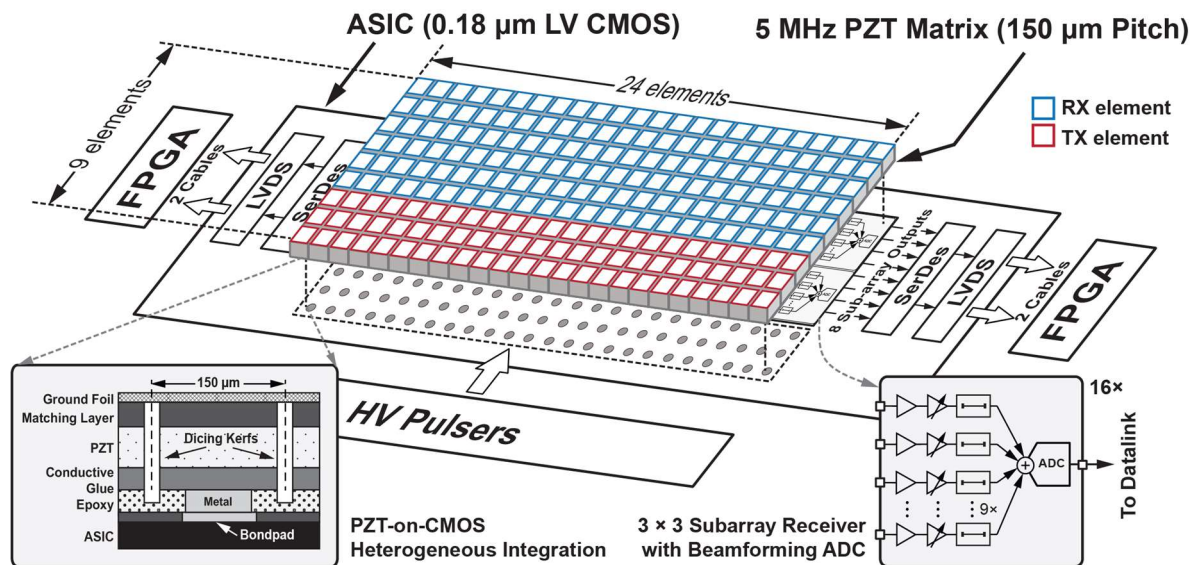 ASIC (0.18 µm LV CMOS)
5 MHz PZT Matrix (150 µm Pitch)
24 elements
9 elements
RX element
TX element
FPGA
2 Cables
LVDS
SerDes
8 Subarray Outputs
SerDes
LVDS
2 Cables
FPGA
HV Pulsers
150 µm
Ground Foil
Matching Layer
PZT
Dicing Kerfs
Conductive
Glue
Epoxy
Metal
ASIC
Bondpad
PZT-on-CMOS
Heterogeneous Integration
3 × 3 Subarray Receiver
with Beamforming ADC
16×
ADC
9×
To Datalink